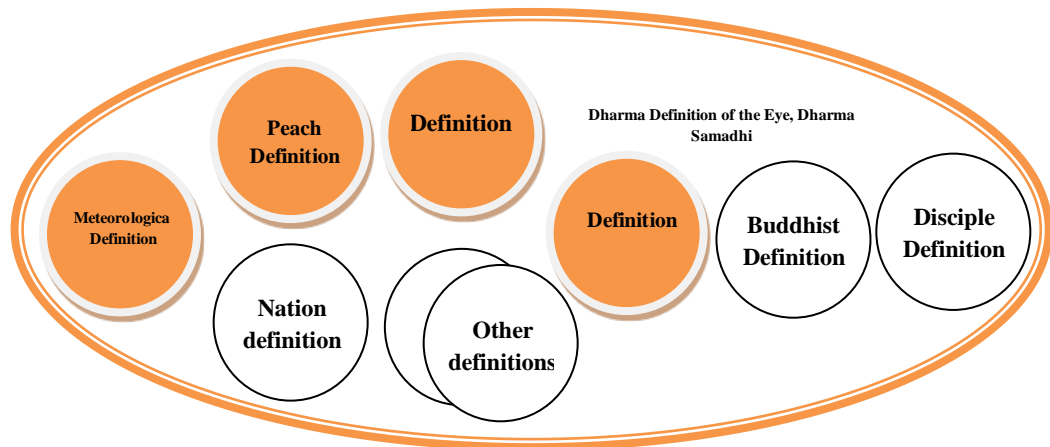 Meteorologica
Definition
Peach
Definition
Definition
Dharma Definition of the Eye, Dharma
Samadhi
Definition
Buddhist
Definition
Disciple
Definition
Nation
definition
Other
definitions